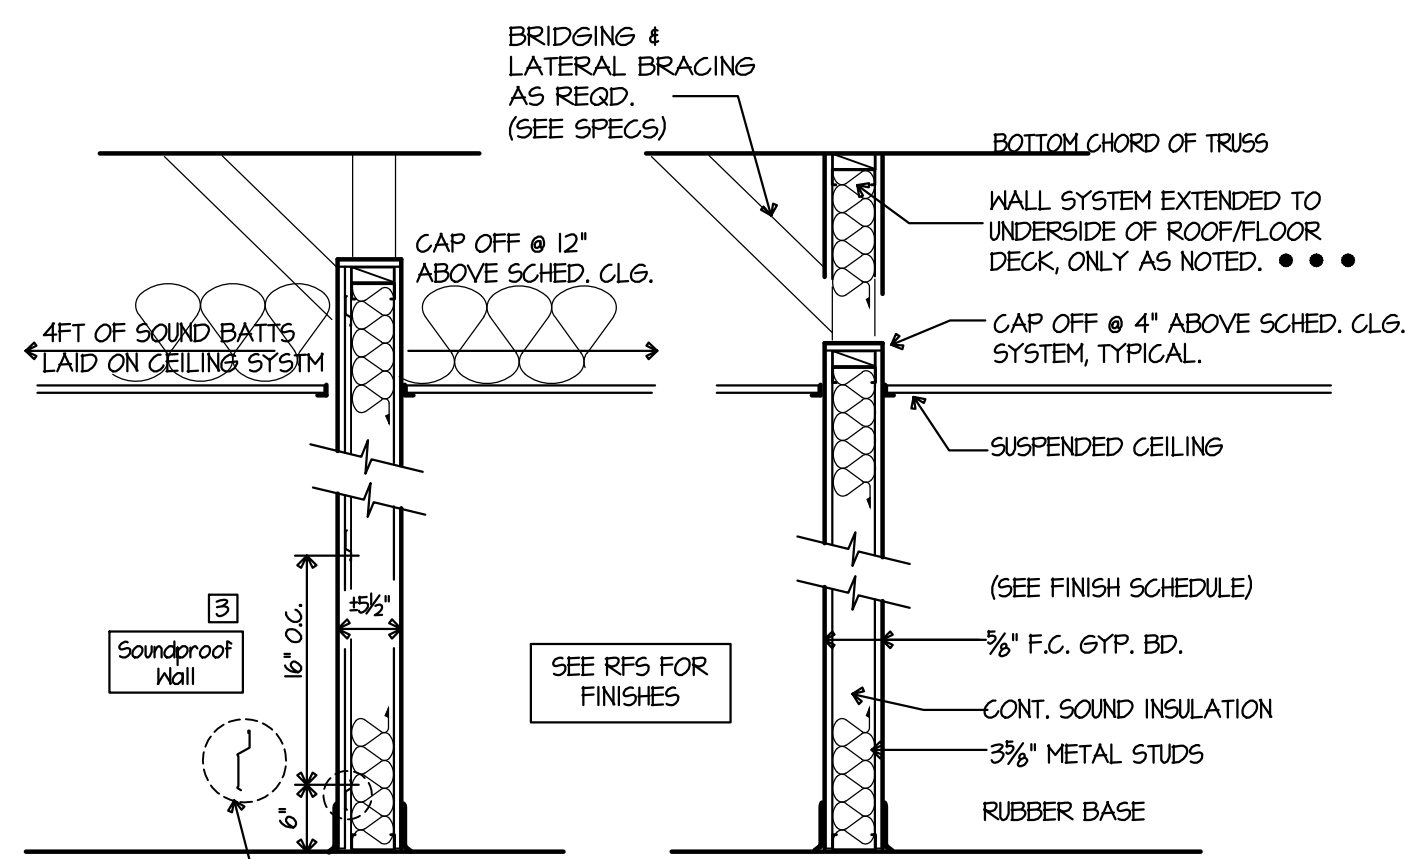 BRIDGING &
LATERAL BRACING
AS REQD.
(SEE SPECS)
BOTTOM CHORD OF TRUSS
WALL SYSTEM EXTENDED TO
UNDERSIDE OF ROOF/FLOOR
DECK, ONLY AS NOTED. ● ● ●
CAP OFF @ 12"
ABOVE SCHED. CLG.
4FT OF SOUND BATTS
LAID ON CEILING SYSTM
CAP OFF @ 4" ABOVE SCHED. CLG.
SYSTEM, TYPICAL.
SUSPENDED CEILING
(SEE FINISH SCHEDULE)
±5½"
16" O.C.
3
Soundproof
Wall
SEE RFS FOR
FINISHES
⅝" F.C. GYP. BD.
CONT. SOUND INSULATION
3⅝" METAL STUDS
6"
RUBBER BASE